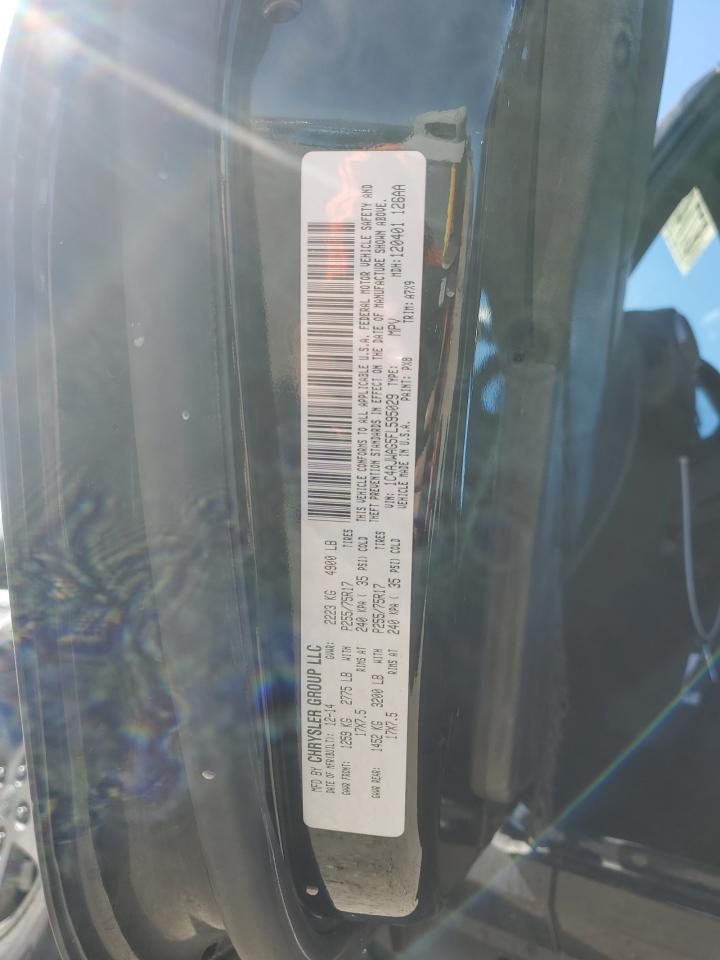 MFD BY CHRYSLER GROUP LLC
DATE OF MFR(BUILT): 12-14 GVWR: 2223 KG 4900 LB
GAWR FRONT: 1259 KG 2775 LB WITH P255/75R17 TIRES
17X7.5 RIMS AT 240 KPA ( 35 PSI) COLD
GAWR REAR: 1452 KG 3200 LB WITH P255/75R17 TIRES
17X7.5 RIMS AT 240 KPA ( 35 PSI) COLD
THIS VEHICLE CONFORMS TO ALL APPLICABLE U.S.A. FEDERAL MOTOR VEHICLE SAFETY AND
THEFT PREVENTION STANDARDS IN EFFECT ON THE DATE OF MANUFACTURE SHOWN ABOVE.
VIN: 1C4AJWAG5FL595029 TYPE: MPV MDH:120401 126AA
VEHICLE MADE IN U.S.A. PAINT: PX8 TRIM: A7X9